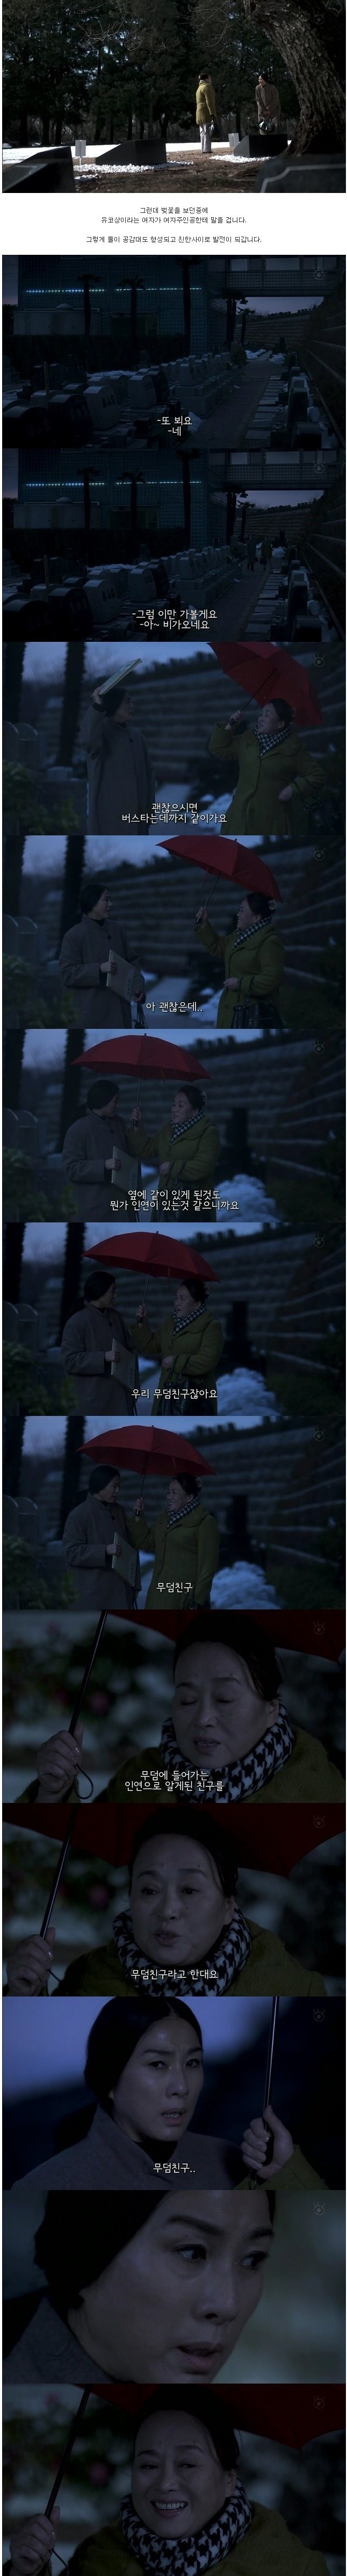 그런데 벚꽃를 보던중에
유코상이라는 여자가 여자주인공한테 말을 겁니다.
그렇게 둘이 공감대도 형성되고 친한사이로 발전이 되갑니다.
-또 뵈요
-네
-그럼 이만 가볼게요
-아~ 비가오네요
괜찮으시면
버스타는데까지 같이가요
아 괜찮은데..
옆에 같이 있게 된것도
뭔가 인연이 있는것 같으니까요
우리 무덤친구잖아요
무덤친구
무덤에 들어가는
인연으로 알게된 친구를
무덤친구라고 한대요
무덤친구..